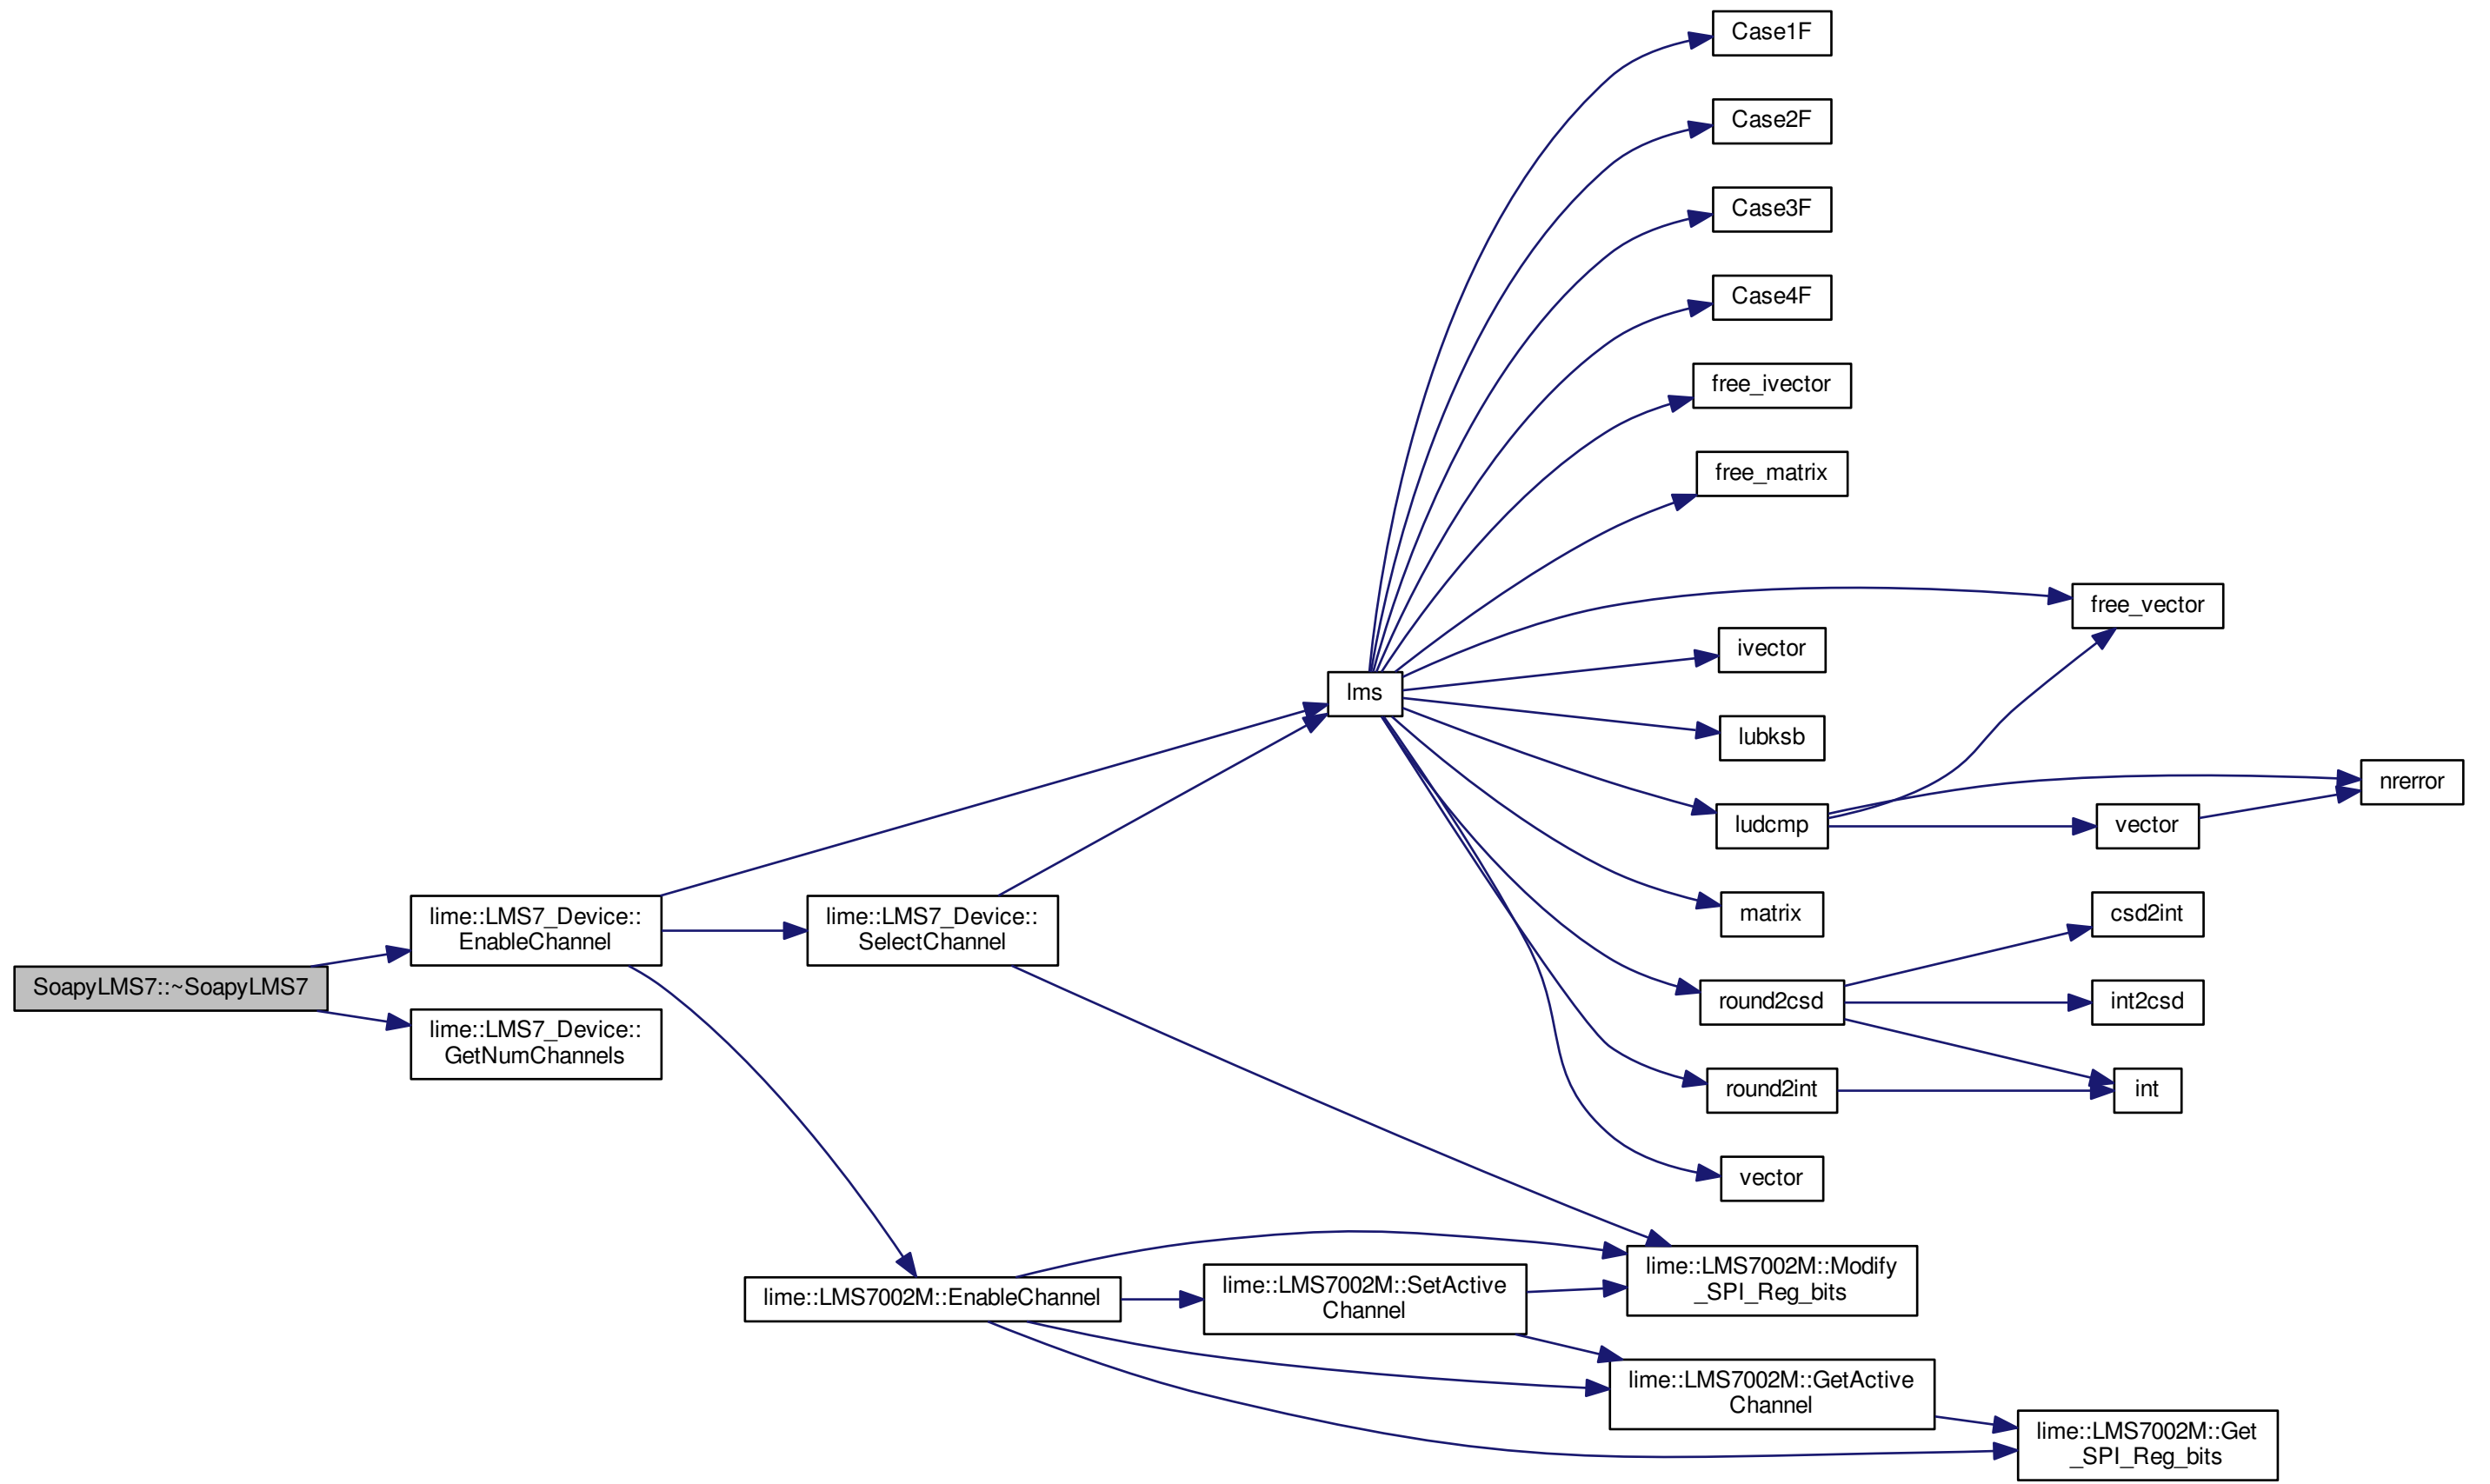 Case1F
Case2F
Case3F
Case4F
free_ivector
free_matrix
free_vector
ivector
lms
lubksb
nrerror
ludcmp
vector
lime::LMS7_Device::
EnableChannel
lime::LMS7_Device::
SelectChannel
matrix
csd2int
SoapyLMS7::~SoapyLMS7
round2csd
int2csd
lime::LMS7_Device::
GetNumChannels
round2int
int
vector
lime::LMS7002M::EnableChannel
lime::LMS7002M::SetActive
Channel
lime::LMS7002M::Modify
_SPI_Reg_bits
lime::LMS7002M::GetActive
Channel
lime::LMS7002M::Get
_SPI_Reg_bits